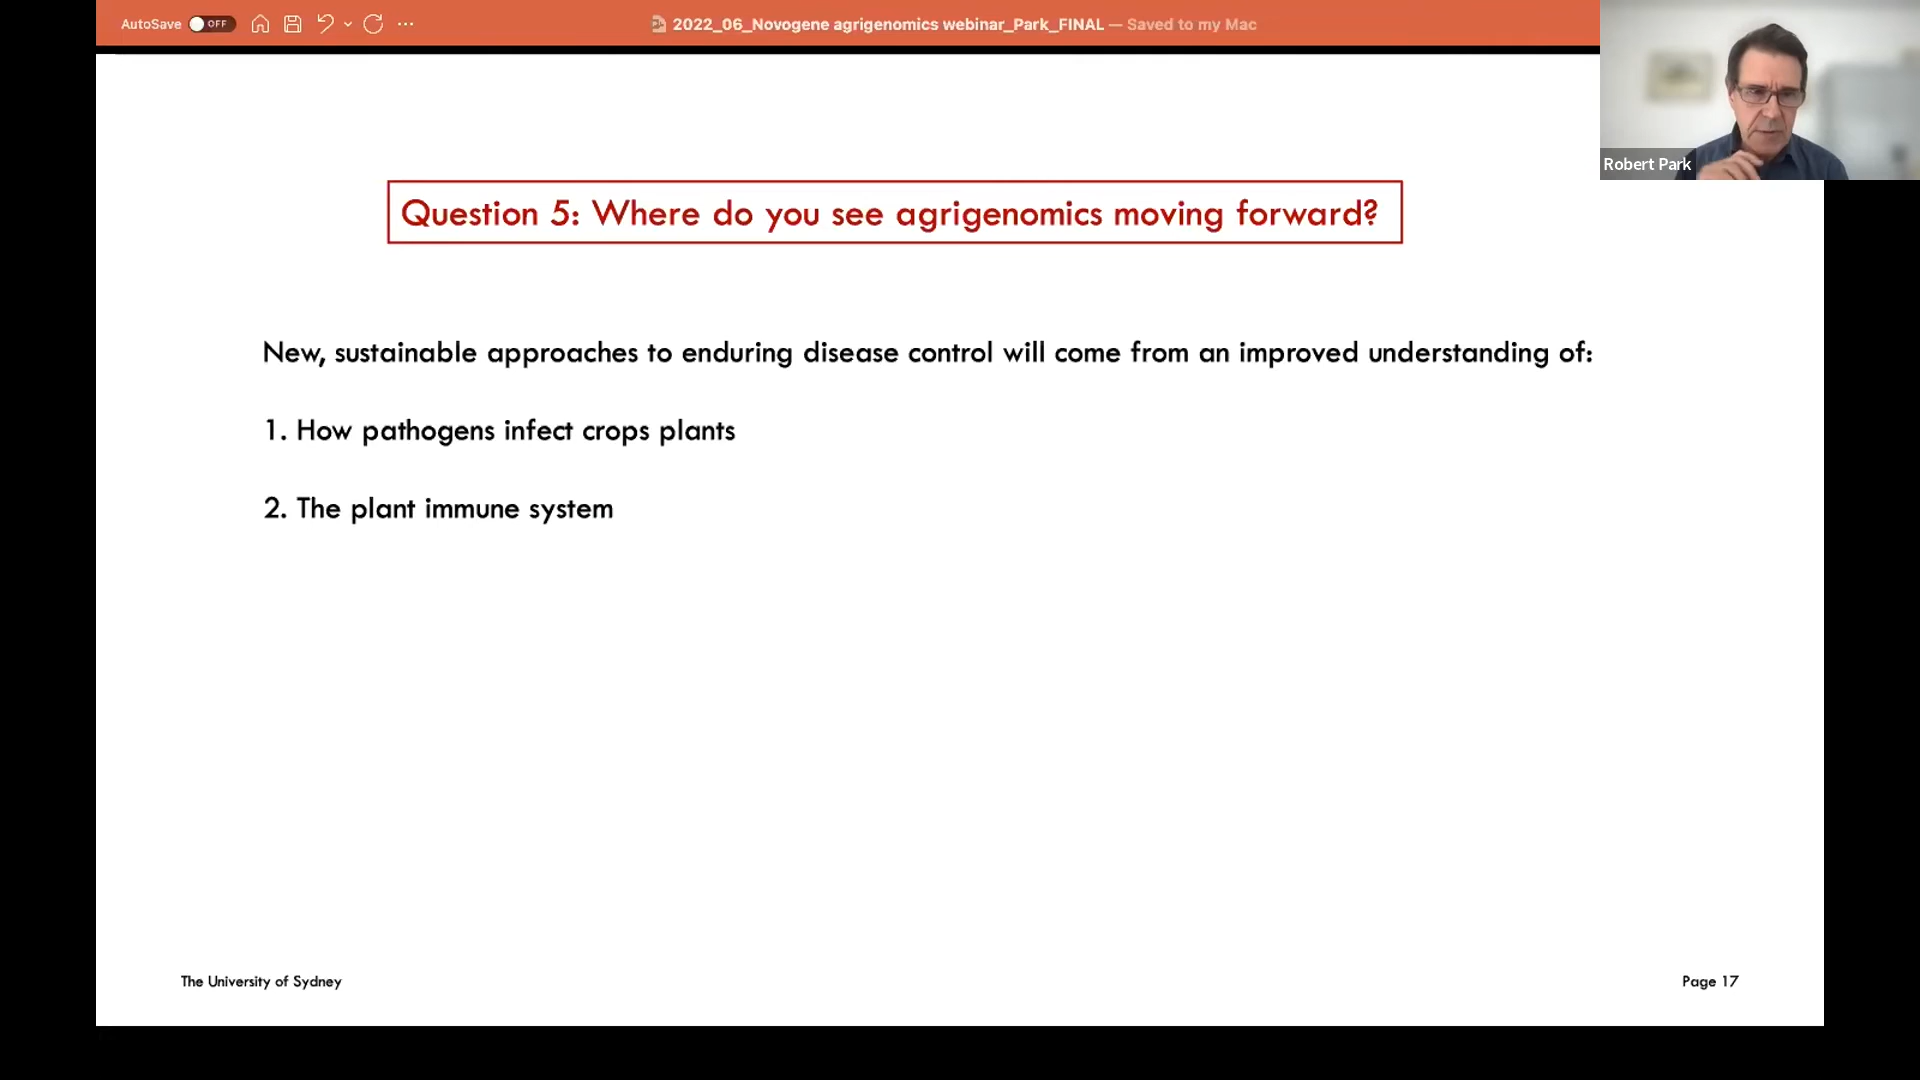 AutoSave OFF
2022_06_Novogene agrigenomics webinar_Park_FINAL — Saved to my Mac
Robert Park
Question 5: Where do you see agrigenomics moving forward?
New, sustainable approaches to enduring disease control will come from an improved understanding of:
1. How pathogens infect crops plants
2. The plant immune system
The University of Sydney
Page 17